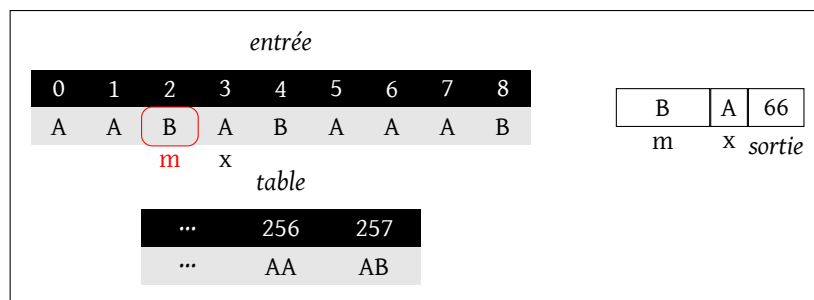 entrée
0 1 2 3 4 5 6 7 8
A A B A B A A A B
m x
B A 66
m x sortie
table
... 256 257
... AA AB